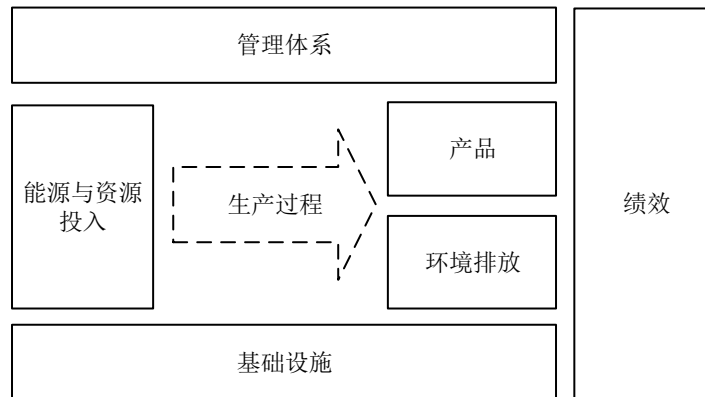 管理体系
能源与资源
投入
生产过程
产品
环境排放
绩效
基础设施